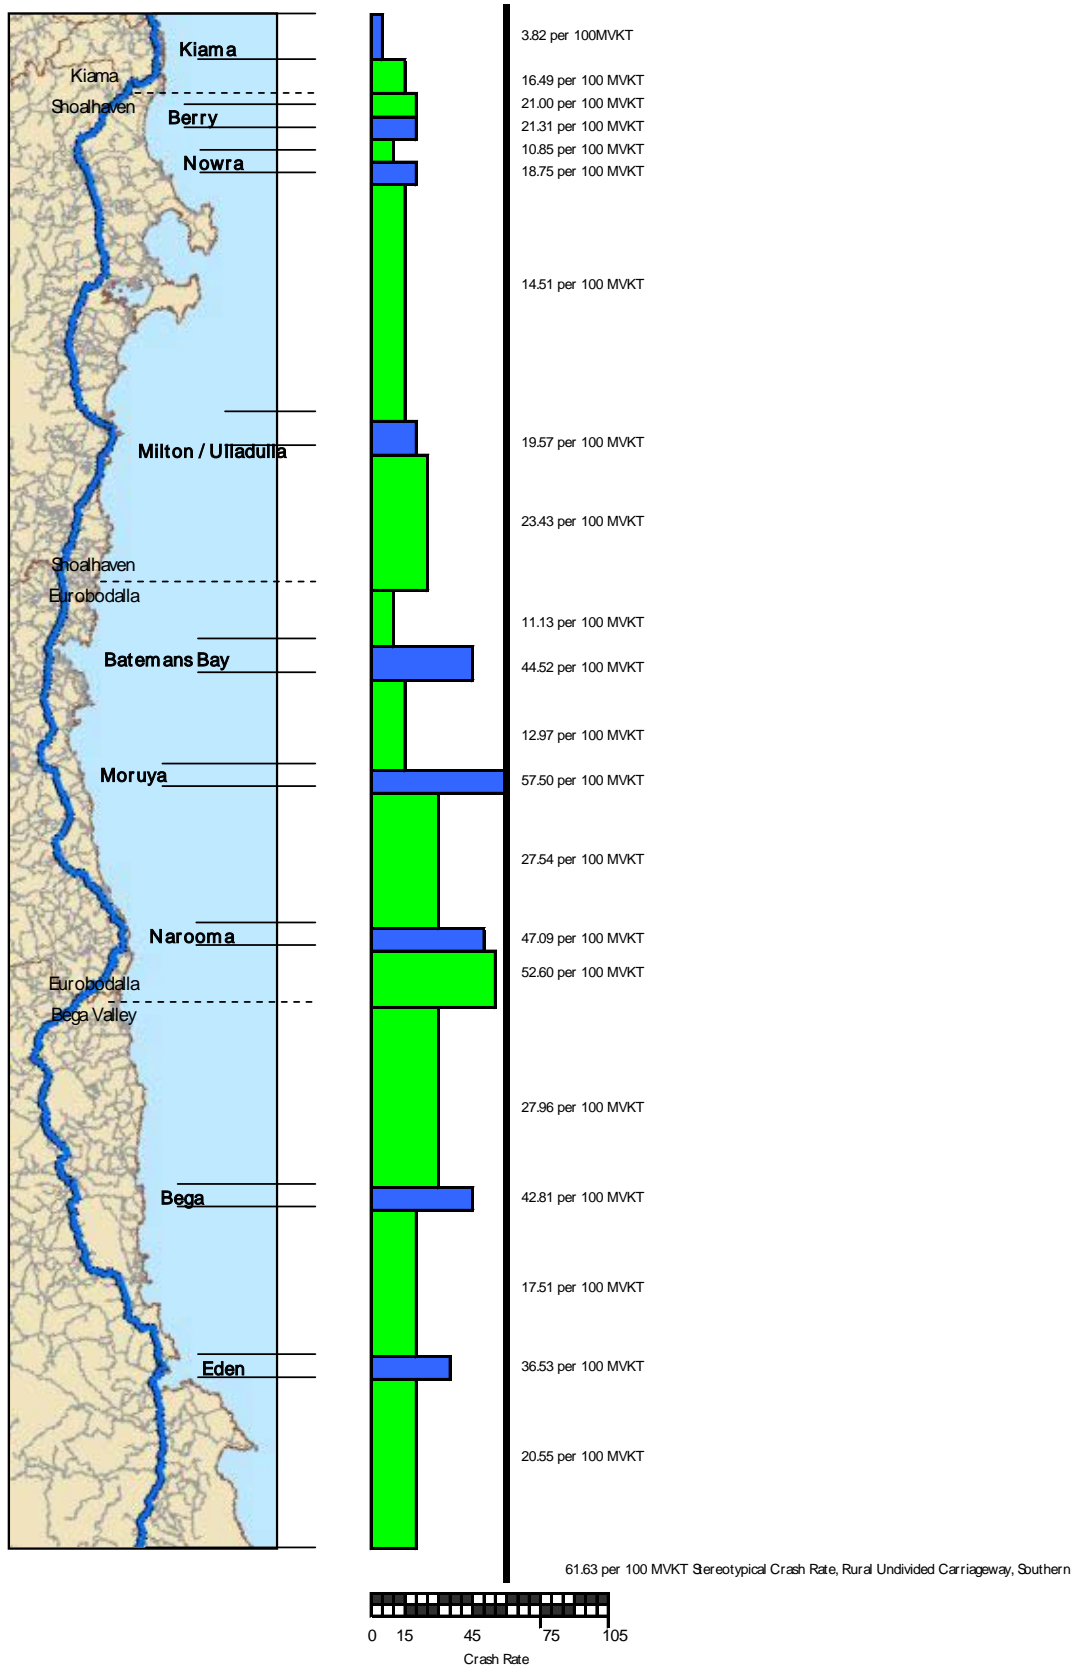 3.82 per 100MVKT
Kiama
Kiama
16.49 per 100 MVKT
Shoalhaven
21.00 per 100 MVKT
Berry
21.31 per 100 MVKT
10.85 per 100 MVKT
Nowra
18.75 per 100 MVKT
14.51 per 100 MVKT
19.57 per 100 MVKT
Milton / Ulladulla
23.43 per 100 MVKT
Shoalhaven
Eurobodalla
11.13 per 100 MVKT
Batemans Bay
44.52 per 100 MVKT
12.97 per 100 MVKT
Moruya
57.50 per 100 MVKT
27.54 per 100 MVKT
Narooma
47.09 per 100 MVKT
52.60 per 100 MVKT
Eurobodalla
Bega Valley
27.96 per 100 MVKT
Bega
42.81 per 100 MVKT
17.51 per 100 MVKT
Eden
36.53 per 100 MVKT
20.55 per 100 MVKT
61.63 per 100 MVKT Stereotypical Crash Rate, Rural Undivided Carriageway, Southern
0 15 45 75 105
Crash Rate